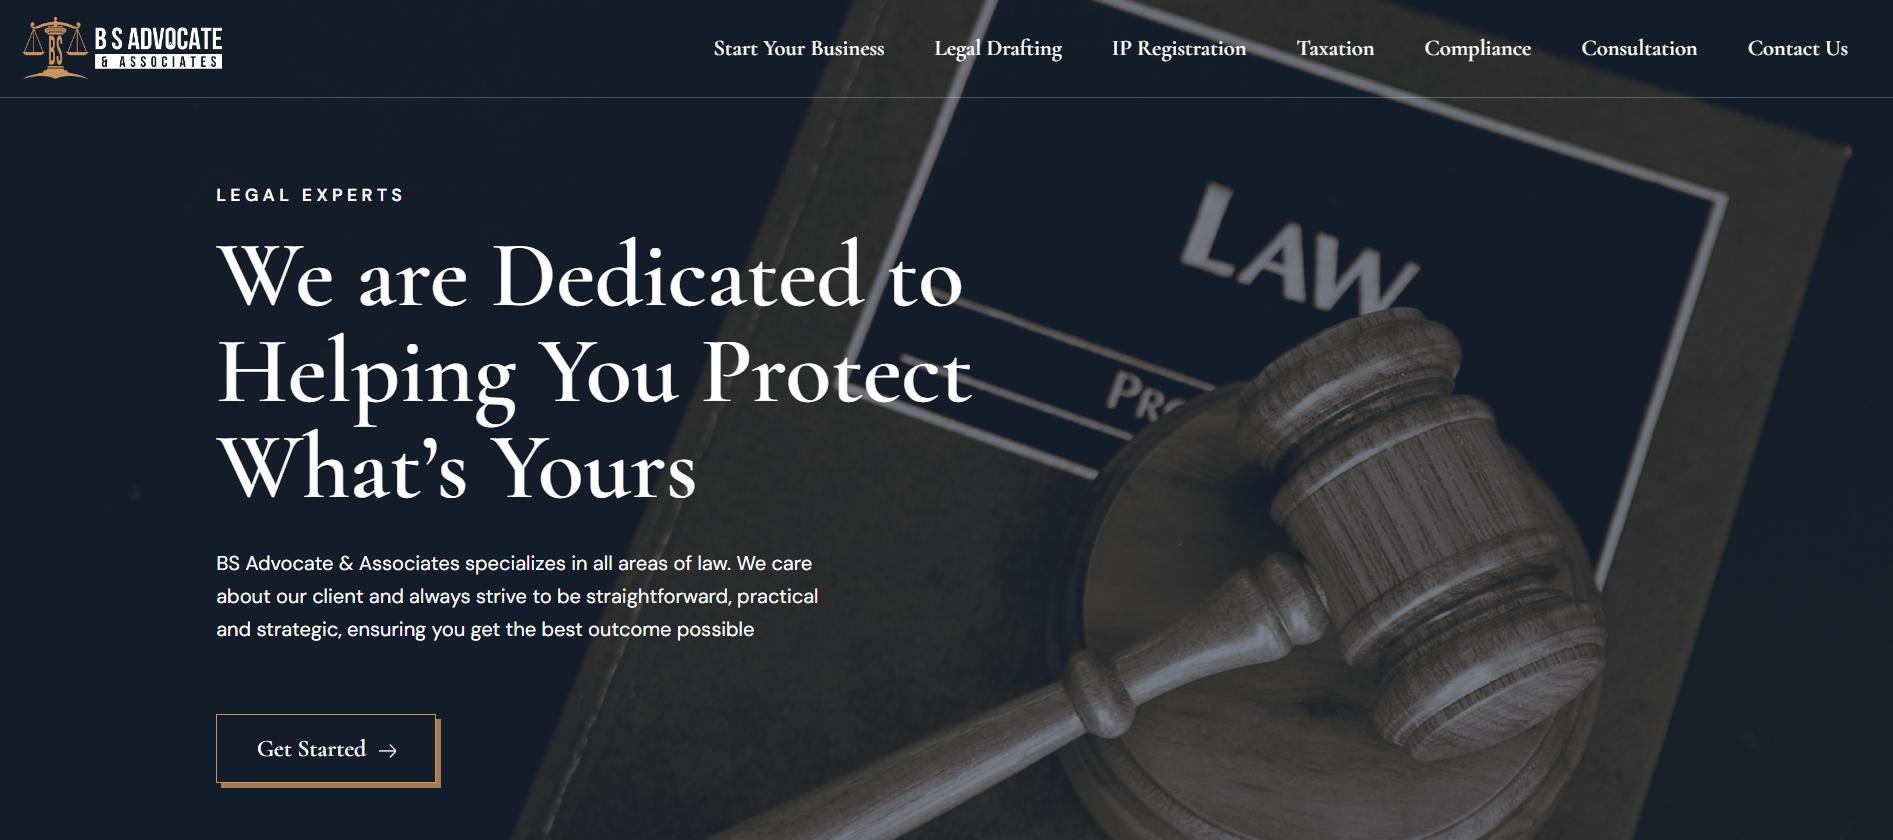 BS
B S ADVOCATE
& ASSOCIATES
Start Your Business Legal Drafting IP Registration Taxation Compliance Consultation Contact Us
LEGAL EXPERTS
We are Dedicated to
Helping You Protect
What’s Yours
BS Advocate & Associates specializes in all areas of law. We care
about our client and always strive to be straightforward, practical
and strategic, ensuring you get the best outcome possible
Get Started →
LAW